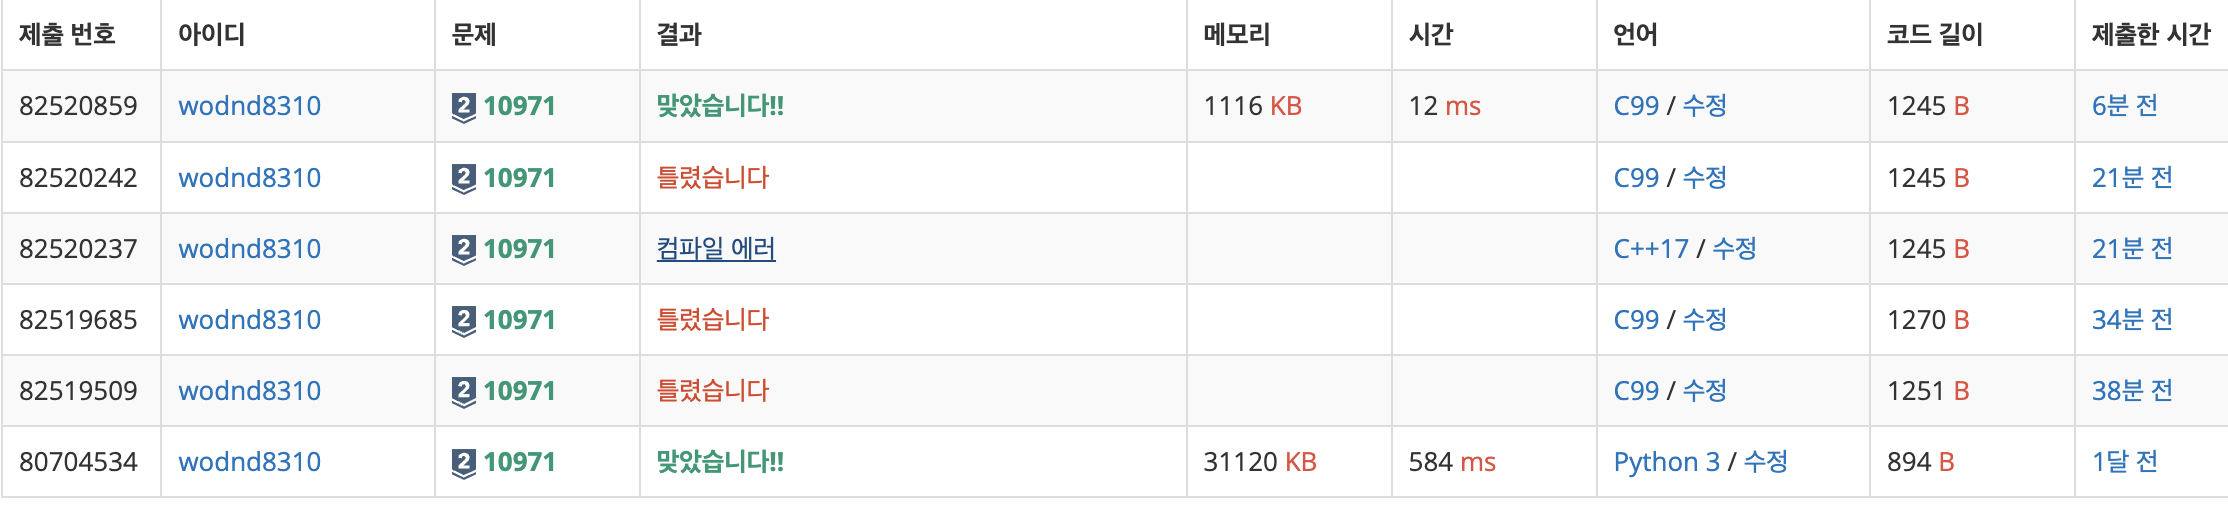 제출 번호 아이디 문제 결과 메모리 시간 언어 코드 길이 제출한 시간
82520859 wodnd8310 2 10971 맞았습니다!! 1116 KB 12 ms C99 / 수정 1245 B 6분 전
82520242 wodnd8310 2 10971 틀렸습니다 C99 / 수정 1245 B 21분 전
82520237 wodnd8310 2 10971 컴파일 에러 C++17 / 수정 1245 B 21분 전
82519685 wodnd8310 2 10971 틀렸습니다 C99 / 수정 1270 B 34분 전
82519509 wodnd8310 2 10971 틀렸습니다 C99 / 수정 1251 B 38분 전
80704534 wodnd8310 2 10971 맞았습니다!! 31120 KB 584 ms Python 3 / 수정 894 B 1달 전